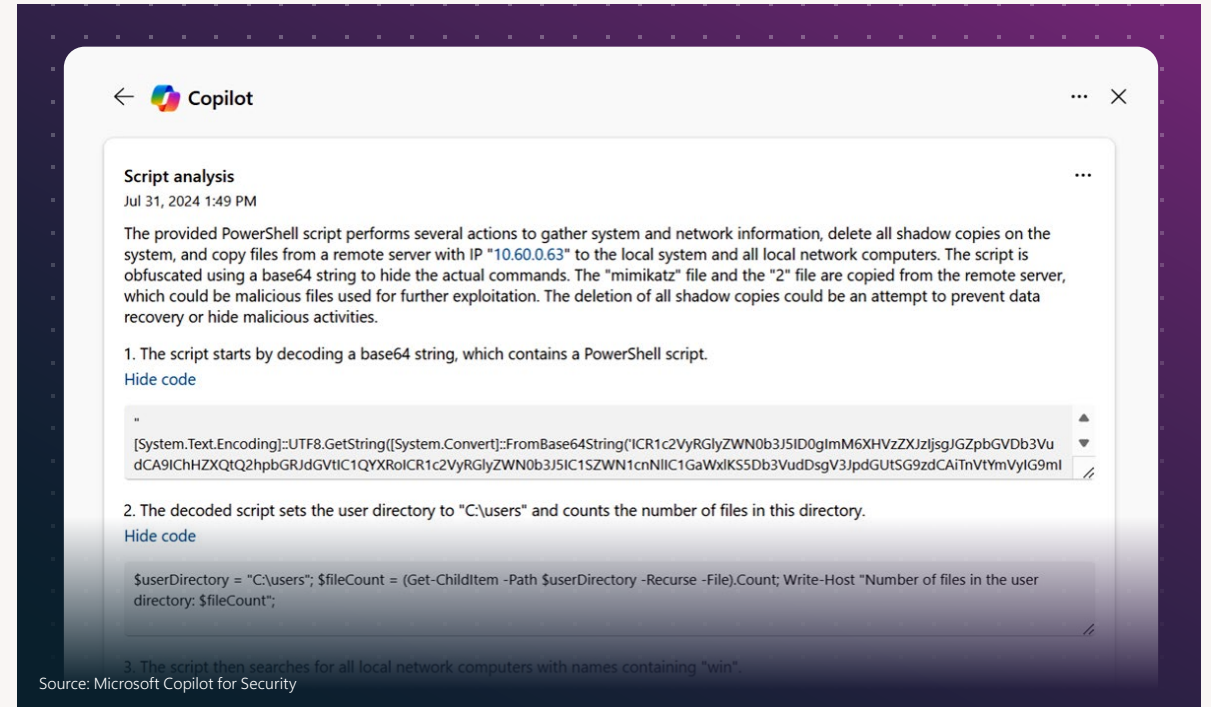 Copilot
Script analysis
Jul 31, 2024 1:49 PM
The provided PowerShell script performs several actions to gather system and network information, delete all shadow copies on the
system, and copy files from a remote server with IP "10.60.0.63" to the local system and all local network computers. The script is
obfuscated using a base64 string to hide the actual commands. The "mimikatz" file and the "2" file are copied from the remote server,
which could be malicious files used for further exploitation. The deletion of all shadow copies could be an attempt to prevent data
recovery or hide malicious activities.
1. The script starts by decoding a base64 string, which contains a PowerShell script.
Hide code
"
[System.Text.Encoding]::UTF8.GetString([System.Convert]::FromBase64String('ICR1c2VyRGlyZWN0b3J5ID0gImM6XHVzZXJzIjsgJGZpbGVDb3Vu
dCA9IChHZXQtQ2hpbGRJdGVtIC1QYXRoICR1c2VyRGlyZWN0b3J5IC1SZWN1cnNlIC1GaWxlKS5Db3VudDsgV3JpdGUtSG9zdCAiTnVtYmVyIG9mI
2. The decoded script sets the user directory to "C:\users" and counts the number of files in this directory.
Hide code
$userDirectory = "C:\users"; $fileCount = (Get-ChildItem -Path $userDirectory -Recurse -File).Count; Write-Host "Number of files in the user
directory: $fileCount";
3. The script then searches for all local network computers with names containing "win".
Source: Microsoft Copilot for Security